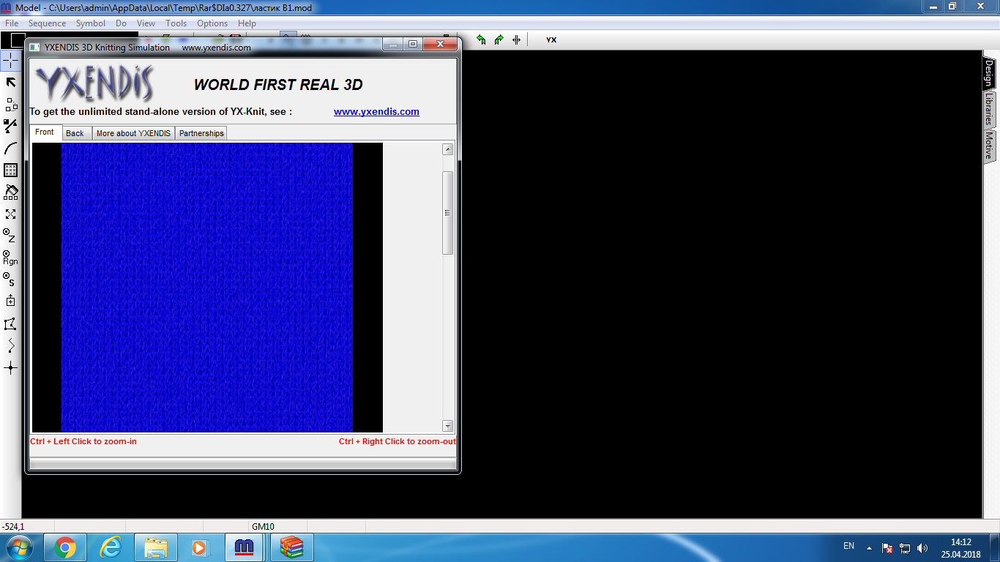 Model - C:\Users\admin\AppData\Local\Temp\Rar$DIa0.327\ластик В1.mod
File Sequence Symbol Do View Tools Options Help
YX
YXENDIS 3D Knitting Simulation www.yxendis.com
YXENDIS
WORLD FIRST REAL 3D
To get the unlimited stand-alone version of YX-Knit, see : www.yxendis.com
Front Back More about YXENDIS Partnerships
Ctrl + Left Click to zoom-in Ctrl + Right Click to zoom-out
Z
Rgn
S
Design
Libraries
Motive
-524,1 GM10
EN 14:12
25.04.2018